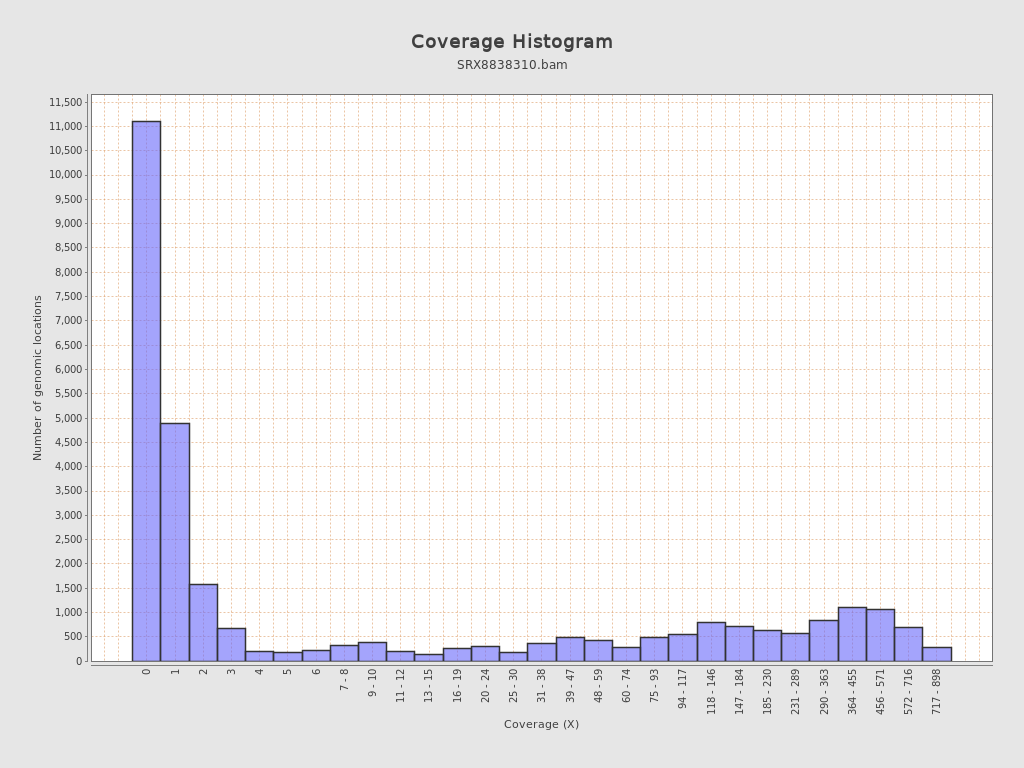 Coverage Histogram
SRX8838310.bam
Number of genomic locations
11,500
11,000
10,500
10,000
9,500
9,000
8,500
8,000
7,500
7,000
6,500
6,000
5,500
5,000
4,500
4,000
3,500
3,000
2,500
2,000
1,500
1,000
500
0
0
1
2
3
4
5
6
7 - 8
9 - 10
11 - 12
13 - 15
16 - 19
20 - 24
25 - 30
31 - 38
39 - 47
48 - 59
60 - 74
75 - 93
94 - 117
118 - 146
147 - 184
185 - 230
231 - 289
290 - 363
364 - 455
456 - 571
572 - 716
717 - 898
Coverage (X)